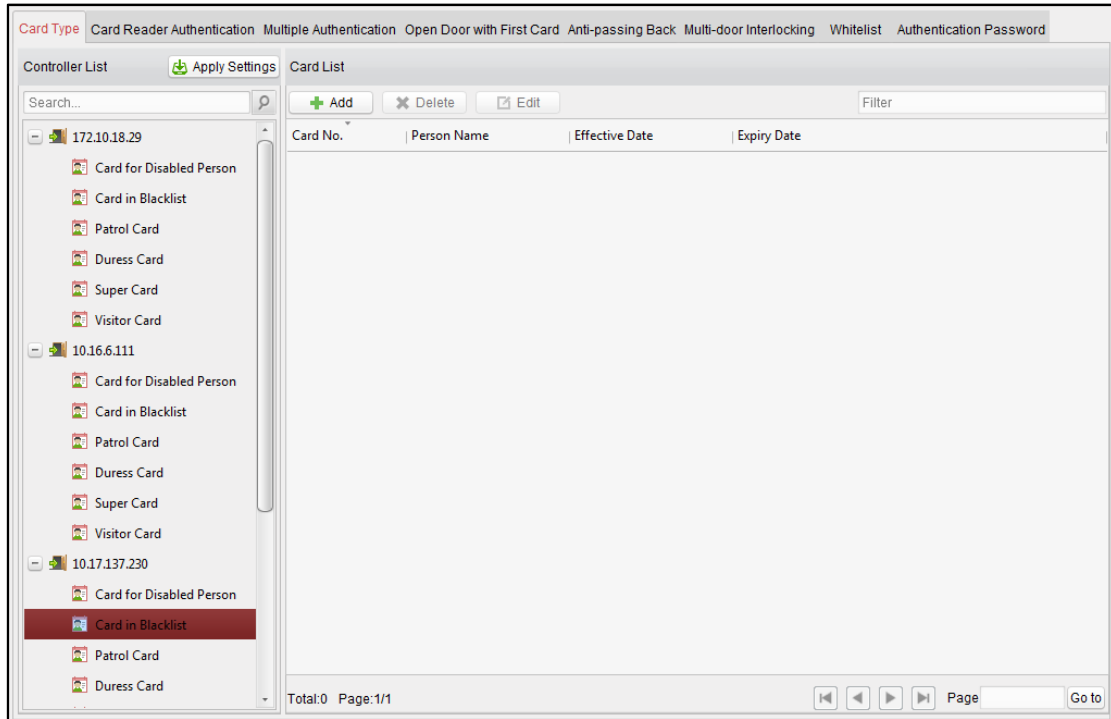 Card Type Card Reader Authentication Multiple Authentication Open Door with First Card Anti-passing Back Multi-door Interlocking Whitelist Authentication Password
Controller List Apply Settings Card List
Search... Add Delete Edit Filter
Card No. Person Name Effective Date Expiry Date
172.10.18.29
Card for Disabled Person
Card in Blacklist
Patrol Card
Duress Card
Super Card
Visitor Card
10.16.6.111
Card for Disabled Person
Card in Blacklist
Patrol Card
Duress Card
Super Card
Visitor Card
10.17.137.230
Card for Disabled Person
Card in Blacklist
Patrol Card
Duress Card
Total:0 Page:1/1 Page Go to